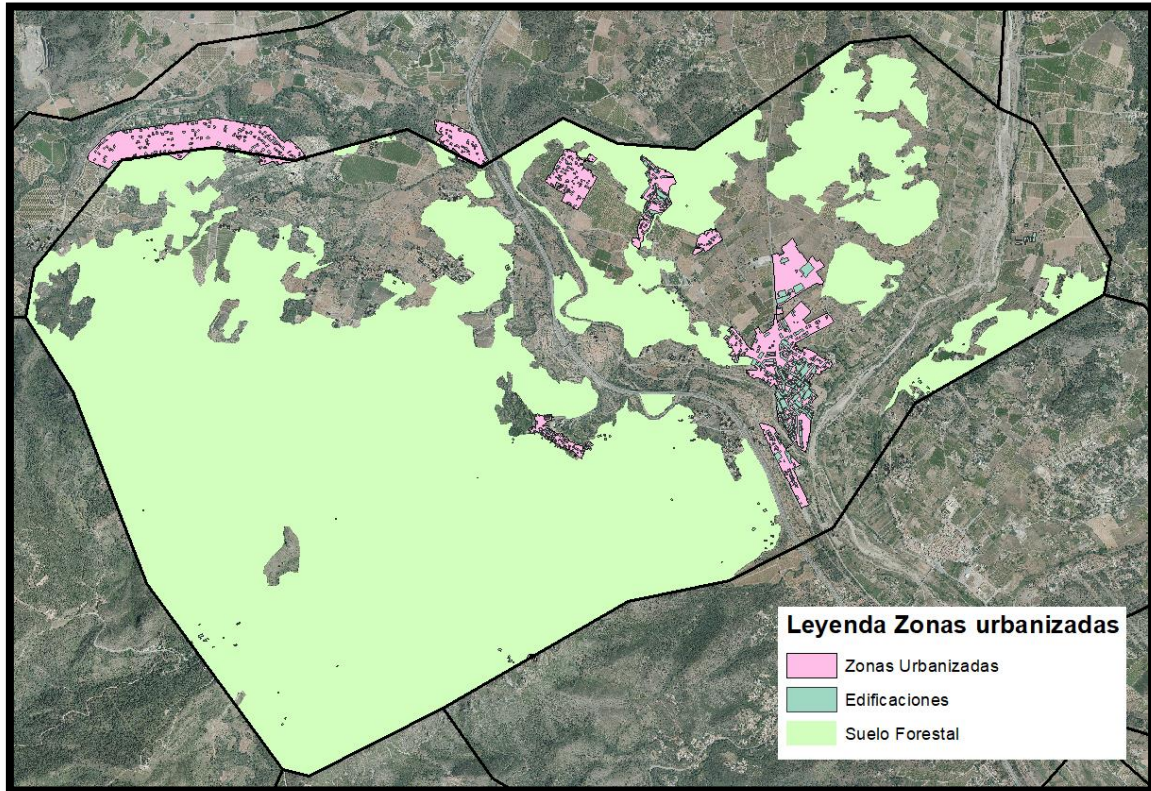 Leyenda Zonas urbanizadas
Zonas Urbanizadas
Edificaciones
Suelo Forestal